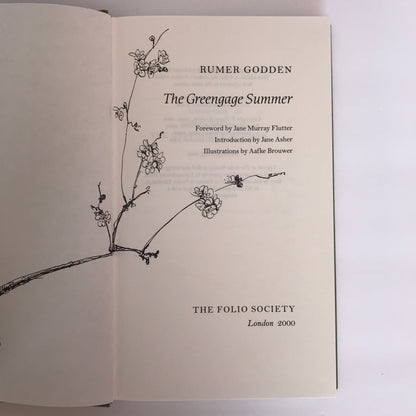 RUMER GODDEN
The Greengage Summer
Foreword by Jane Murray Flutter
Introduction by Jane Asher
Illustrations by Aafke Brouwer
THE FOLIO SOCIETY
London 2000